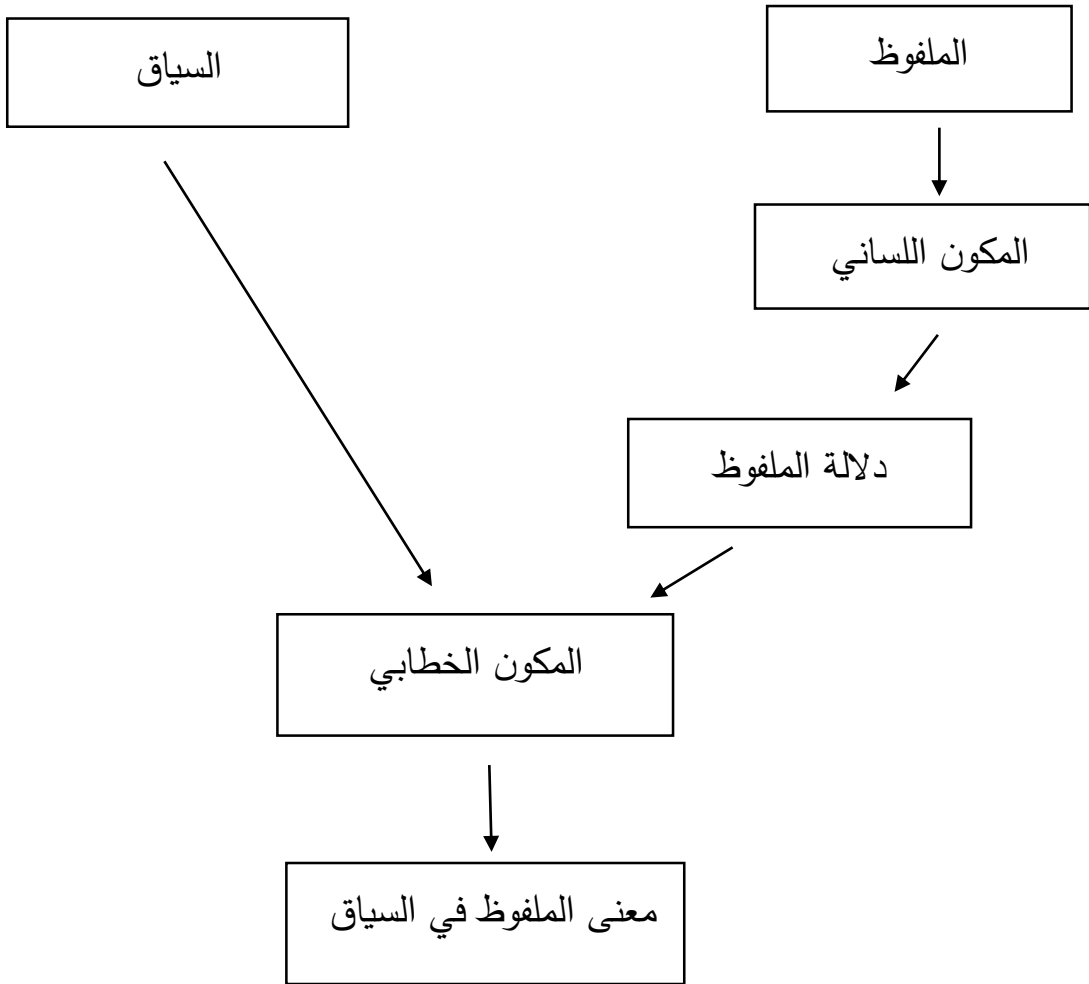 الملفوظ
السياق
المكون اللساني
دلالة الملفوظ
المكون الخطابي
معنى الملفوظ في السياق